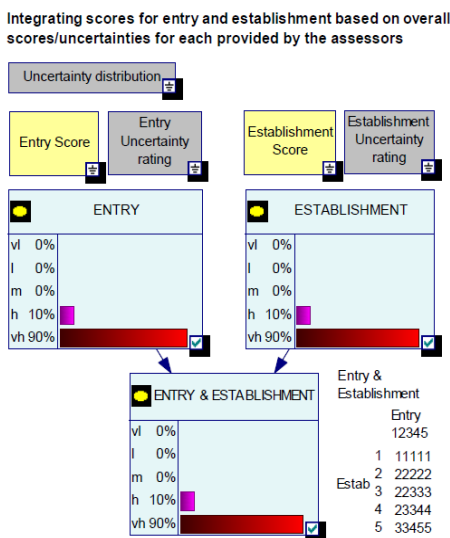 Integrating scores for entry and establishment based on overall
scores/uncertainties for each provided by the assessors
Uncertainty distribution
Entry Score
Entry
Uncertainty
rating
Establishment
Score
Establishment
Uncertainty
rating
ENTRY
vl 0%
l 0%
m 0%
h 10%
vh 90%
ESTABLISHMENT
vl 0%
l 0%
m 0%
h 10%
vh 90%
ENTRY & ESTABLISHMENT
vl 0%
l 0%
m 0%
h 10%
vh 90%
Entry &
Establishment
Entry
12345
Estab
1 11111
2 22222
3 22333
4 23344
5 33455